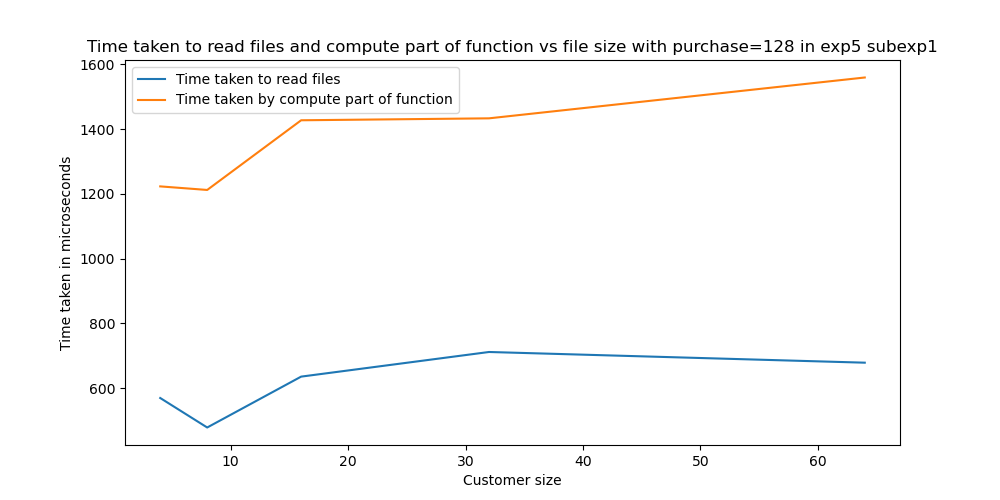 Time taken to read files and compute part of function vs file size with purchase=128 in exp5 subexp1
Time taken to read files
Time taken by compute part of function
Time taken in microseconds
1600
1400
1200
1000
800
600
10 20 30 40 50 60
Customer size